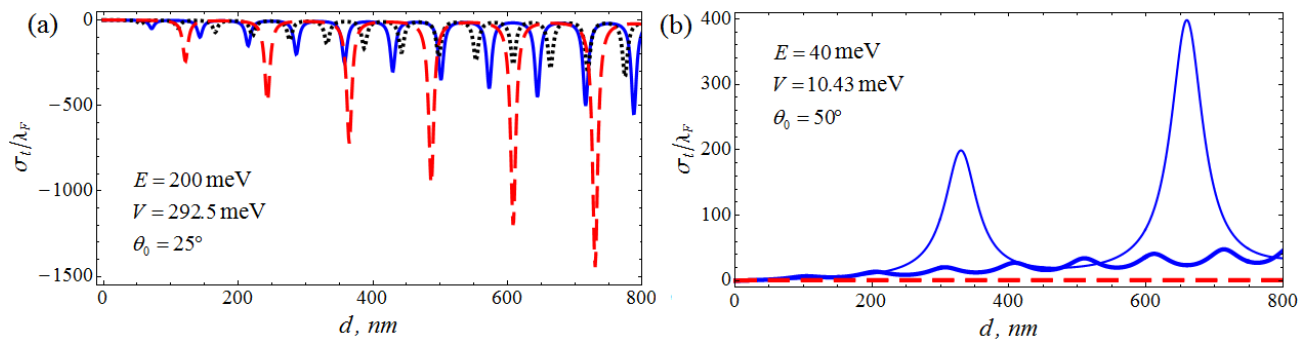 (a)
0
−500
−1000
−1500
σt/λF
E = 200 meV
V = 292.5 meV
θ0 = 25°
0 200 400 600 800
d, nm
(b)
400
300
200
100
0
σt/λF
E = 40 meV
V = 10.43 meV
θ0 = 50°
0 200 400 600 800
d, nm